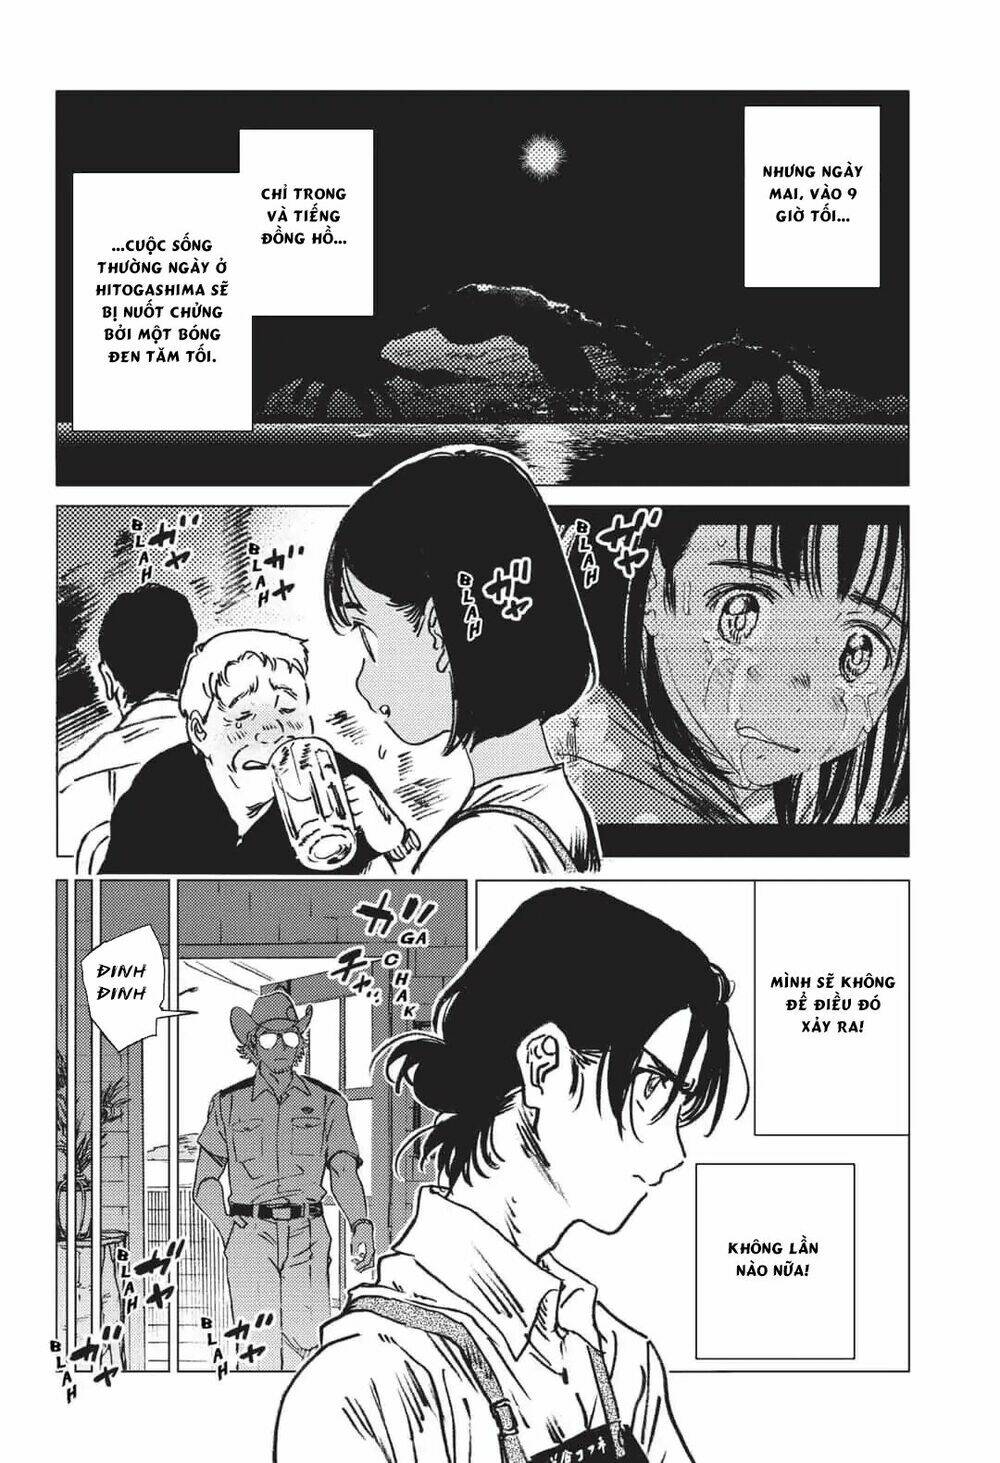 NHƯNG NGÀY
MAI, VÀO 9
GIỜ TỐI...
CHỈ TRONG
VÀ TIẾNG
ĐỒNG HỒ...
...CUỘC SỐNG
THƯỜNG NGÀY Ở
HITOGASHIMA SẼ
BỊ NUỐT CHỬNG
BỞI MỘT BÓNG
ĐEN TĂM TỐI.
BLAH
ガヤ
BLAH
ガヤ
BLAH
ガヤ
BLAH
ガヤ
MÌNH SẼ KHÔNG
ĐỂ ĐIỀU ĐÓ
XẢY RA!
KHÔNG LẦN
NÀO NỮA!
ガチャ...
GA
CHAK
ĐINH
ĐINH
BLAH
ガヤ
BLAH
ガヤ
BLAH
ガヤ